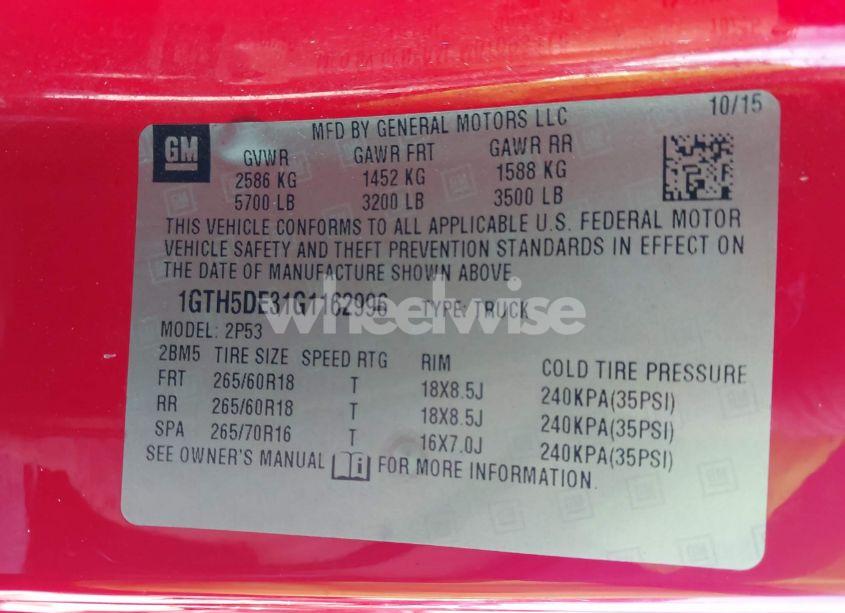 GM
MFD BY GENERAL MOTORS LLC 10/15
GVWR GAWR FRT GAWR RR
2586 KG 1452 KG 1588 KG
5700 LB 3200 LB 3500 LB
THIS VEHICLE CONFORMS TO ALL APPLICABLE U.S. FEDERAL MOTOR
VEHICLE SAFETY AND THEFT PREVENTION STANDARDS IN EFFECT ON
THE DATE OF MANUFACTURE SHOWN ABOVE.
1GTH5DE31G1162996 TYPE: TRUCK
wheelwise
MODEL: 2P53
2BM5 TIRE SIZE SPEED RTG RIM COLD TIRE PRESSURE
FRT 265/60R18 T 18X8.5J 240KPA(35PSI)
RR 265/60R18 T 18X8.5J 240KPA(35PSI)
SPA 265/70R16 T 16X7.0J 240KPA(35PSI)
SEE OWNER'S MANUAL i FOR MORE INFORMATION.